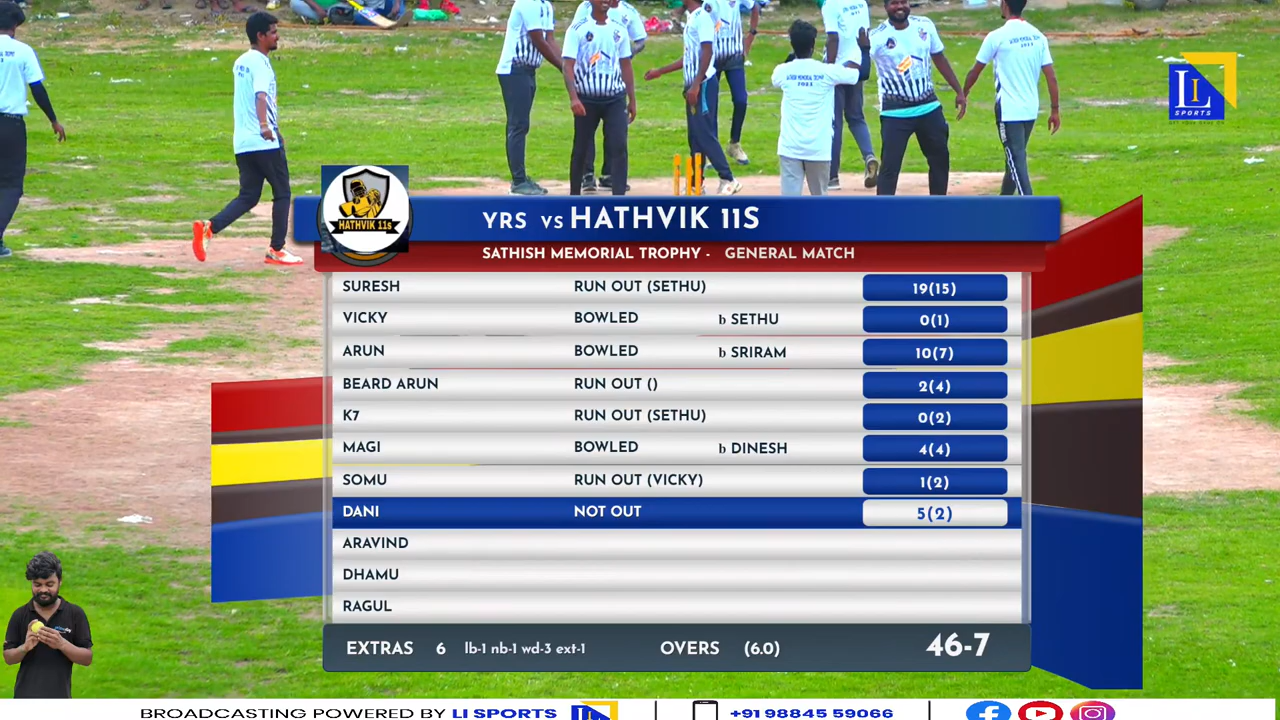 LI
SPORTS
HATHVIK 11s
YRS VS HATHVIK 11S
SATHISH MEMORIAL TROPHY - GENERAL MATCH
SURESH RUN OUT (SETHU) 19(15)
VICKY BOWLED b SETHU 0(1)
ARUN BOWLED b SRIRAM 10(7)
BEARD ARUN RUN OUT () 2(4)
K7 RUN OUT (SETHU) 0(2)
MAGI BOWLED b DINESH 4(4)
SOMU RUN OUT (VICKY) 1(2)
DANI NOT OUT 5(2)
ARAVIND
DHAMU
RAGUL
EXTRAS 6 lb-1 nb-1 wd-3 ext-1 OVERS (6.0) 46-7
BROADCASTING POWERED BY LI SPORTS +91 98845 59066